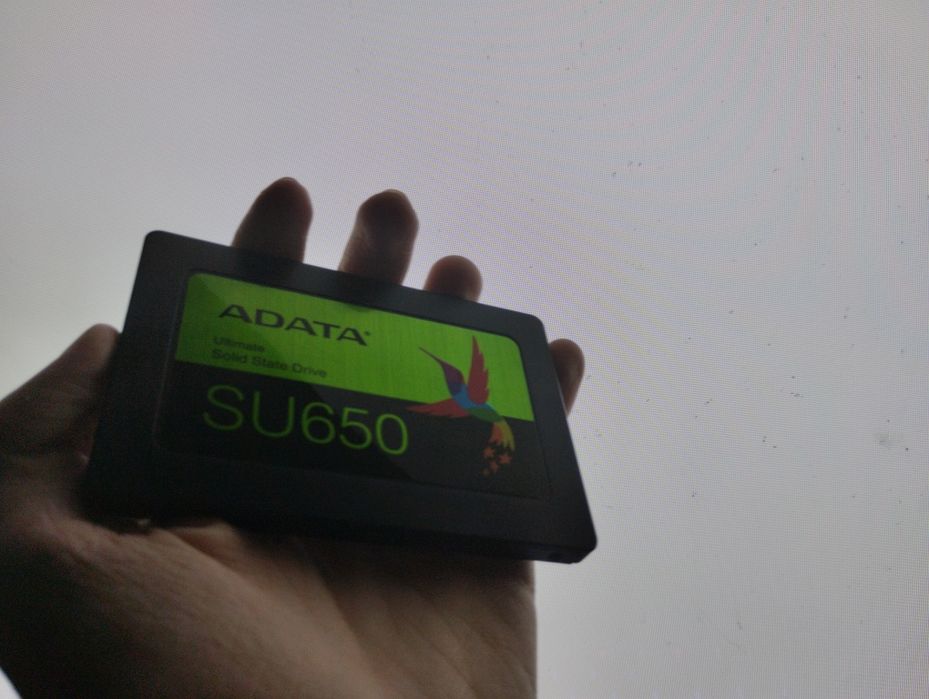 ADATA
Ultimate
Solid State Drive
SU650